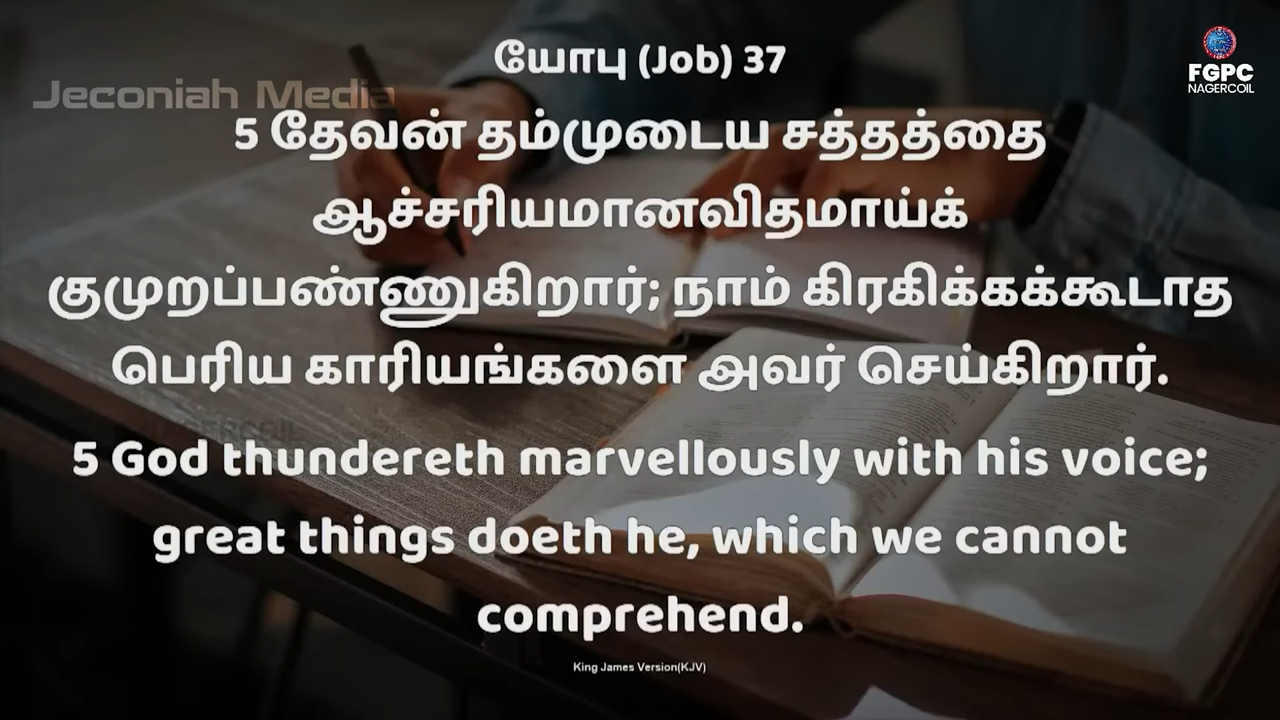 யோபு (Job) 37
FGPC
NAGERCOIL
Jeconiah Media
5 தேவன் தம்முடைய சத்தத்தை
ஆச்சரியமானவிதமாய்க்
குமுறப்பண்ணுகிறார்; நாம் கிரகிக்கக்கூடாத
பெரிய காரியங்களை அவர் செய்கிறார்.
5 God thundereth marvellously with his voice;
great things doeth he, which we cannot
comprehend.
King James Version(KJV)